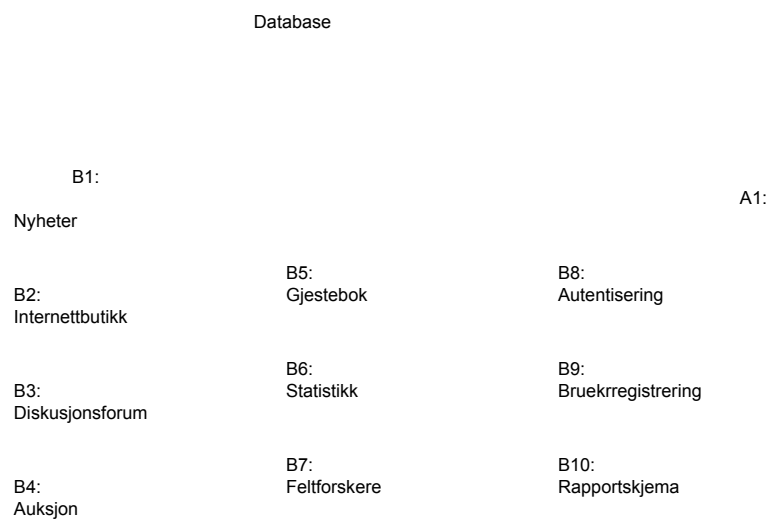 Database
B1:
A1:
Nyheter
B5:
Gjestebok
B8:
Autentisering
B2:
Internettbutikk
B6:
Statistikk
B9:
Bruekrregistrering
B3:
Diskusjonsforum
B7:
Feltforskere
B10:
Rapportskjema
B4:
Auksjon